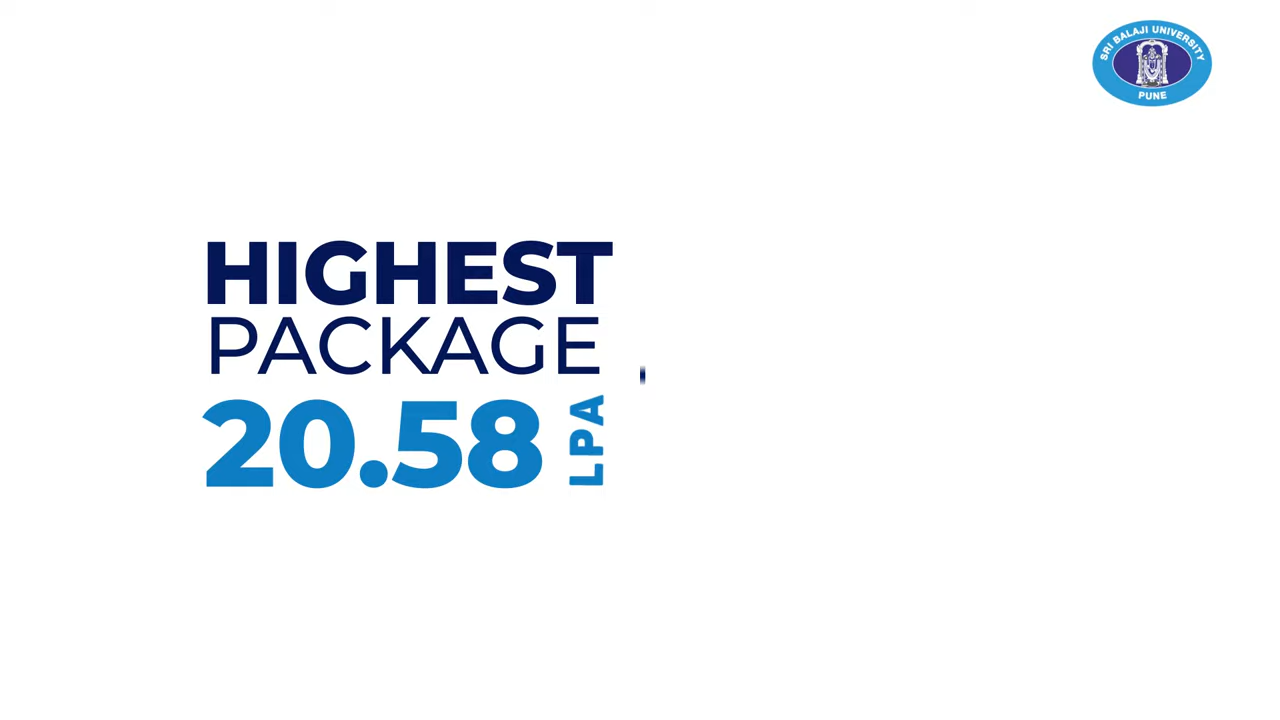 SRI BALAJI UNIVERSITY
PUNE
HIGHEST
PACKAGE
20.58 LPA